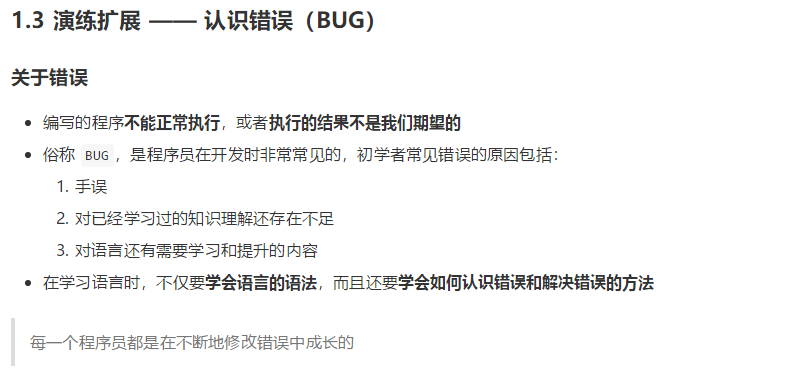 1.3 演练扩展 —— 认识错误（BUG）
关于错误
编写的程序不能正常执行，或者执行的结果不是我们期望的
俗称 BUG ，是程序员在开发时非常常见的，初学者常见错误的原因包括：
1. 手误
2. 对已经学习过的知识理解还存在不足
3. 对语言还有需要学习和提升的内容
在学习语言时，不仅要学会语言的语法，而且还要学会如何认识错误和解决错误的方法
每一个程序员都是在不断地修改错误中成长的